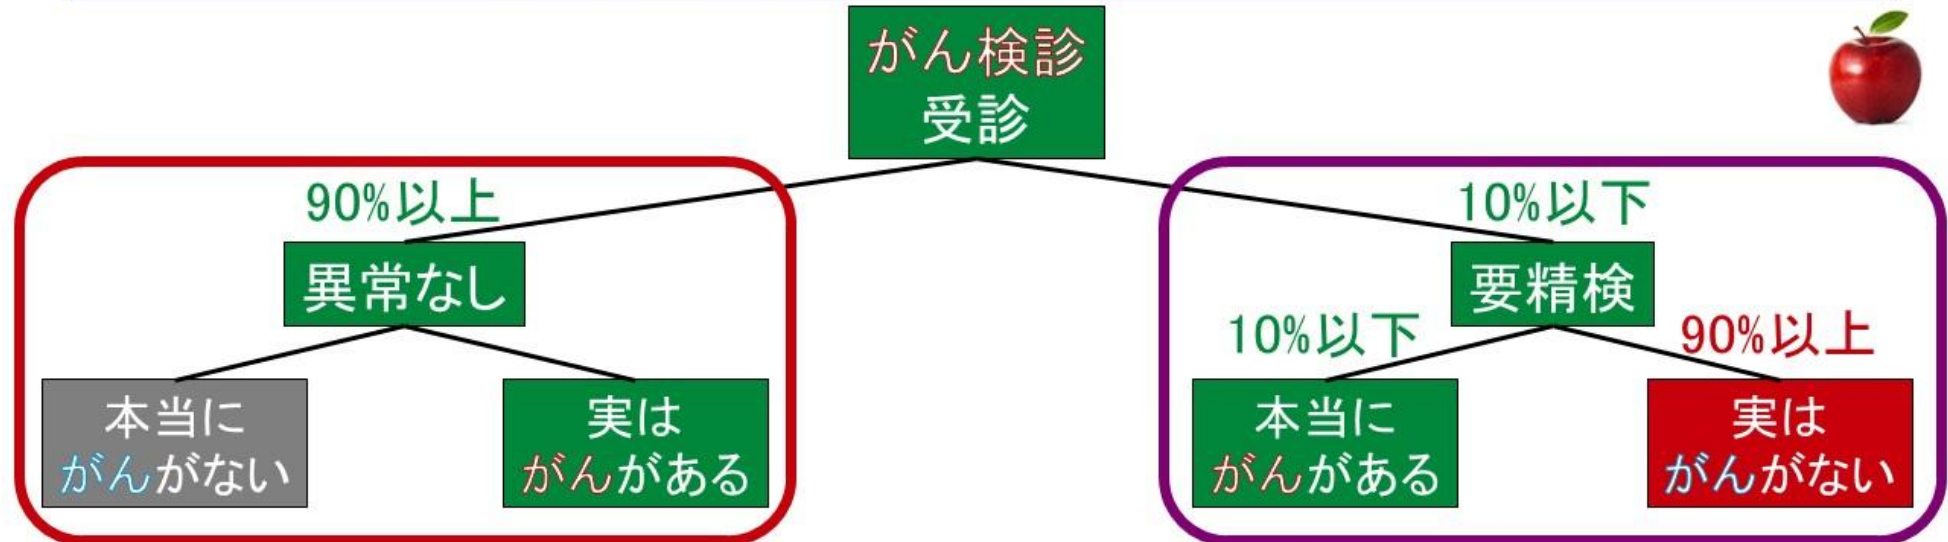 がん検診
受診
90%以上
10%以下
異常なし
要精検
10%以下
90%以上
本当に
がんがない
実は
がんがある
本当に
がんがある
実は
がんがない